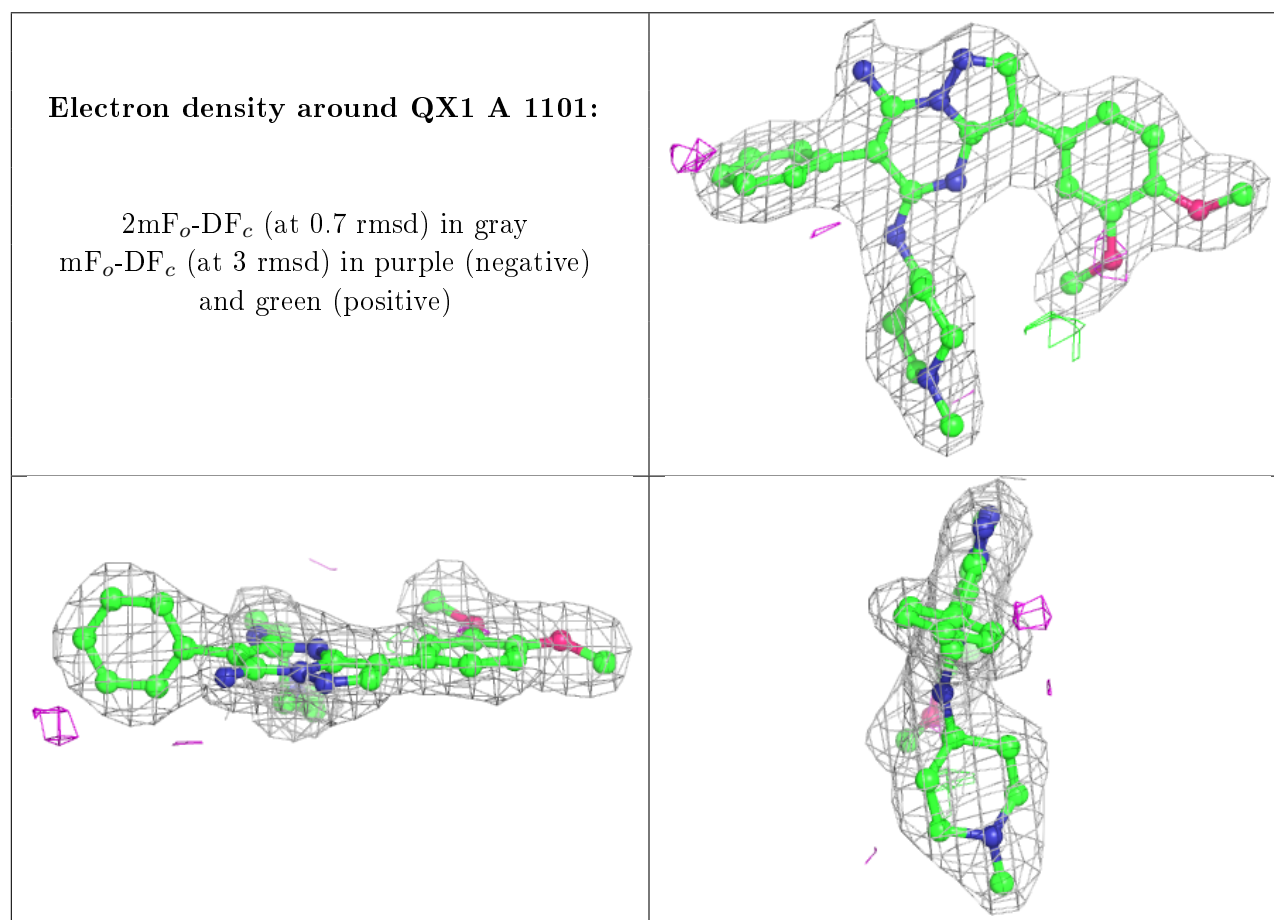 Electron density around QX1 A 1101:
2mFo-DFc (at 0.7 rmsd) in gray
mFo-DFc (at 3 rmsd) in purple (negative)
and green (positive)